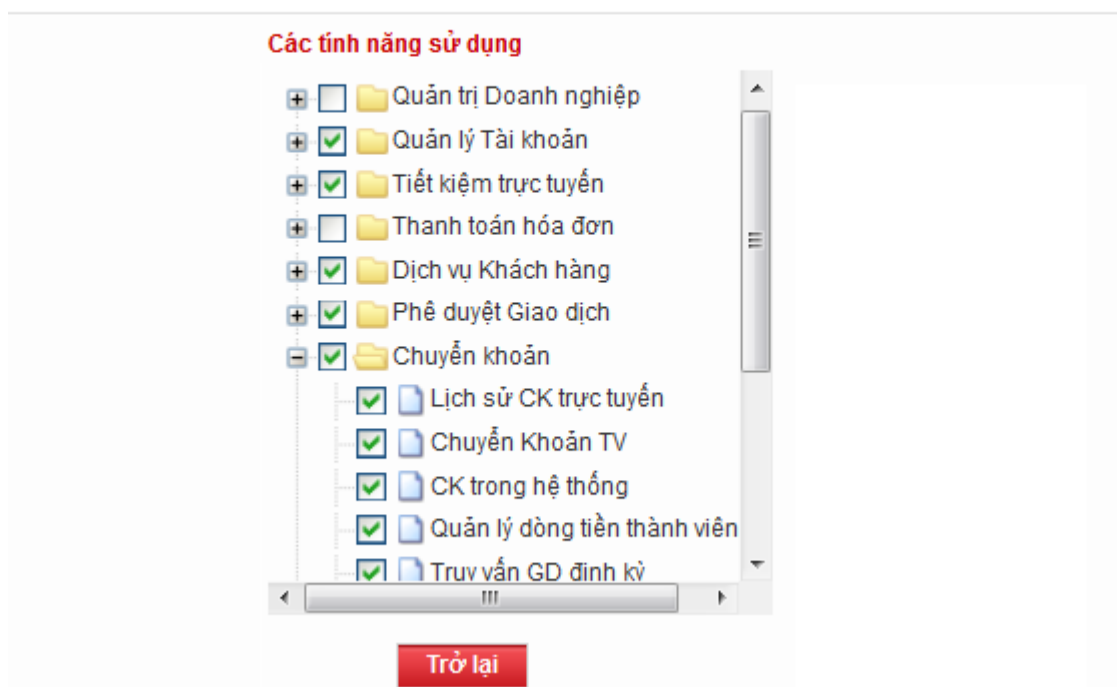 Các tính năng sử dụng
Quản trị Doanh nghiệp
Quản lý Tài khoản
Tiết kiệm trực tuyến
Thanh toán hóa đơn
Dịch vụ Khách hàng
Phê duyệt Giao dịch
Chuyển khoản
Lịch sử CK trực tuyến
Chuyển Khoản TV
CK trong hệ thống
Quản lý dòng tiền thành viên
Truy vấn GD định kỳ
Trở lại